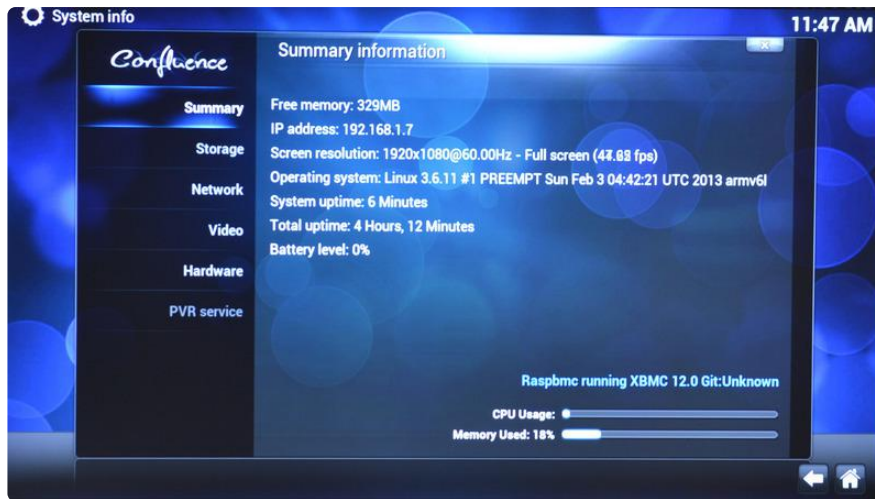 System info
11:47 AM
Confluence
Summary information
Summary
Storage
Network
Video
Hardware
PVR service
Free memory: 329MB
IP address: 192.168.1.7
Screen resolution: 1920x1080@60.00Hz - Full screen ( fps)
Operating system: Linux 3.6.11 #1 PREEMPT Sun Feb 3 04:42:21 UTC 2013 armv6l
System uptime: 6 Minutes
Total uptime: 4 Hours, 12 Minutes
Battery level: 0%
Raspbmc running XBMC 12.0 Git:Unknown
CPU Usage:
Memory Used: 18%